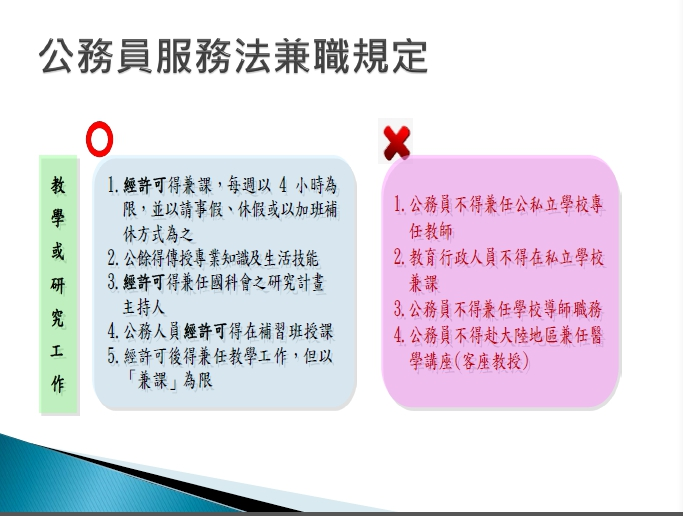 公務員服務法兼職規定
教學或研究工作
1.經許可得兼課，每週以 4 小時為
限，並以請事假、休假或以加班補
休方式為之
2.公餘得傳授專業知識及生活技能
3.經許可得兼任國科會之研究計畫
主持人
4.公務人員經許可得在補習班授課
5.經許可後得兼任教學工作，但以
「兼課」為限
1.公務員不得兼任公私立學校專
任教師
2.教育行政人員不得在私立學校
兼課
3.公務員不得兼任學校導師職務
4.公務員不得赴大陸地區兼任醫
學講座(客座教授)